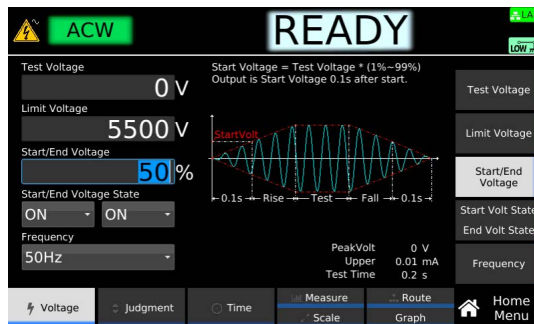 ACW
READY
LA
LOW
Test Voltage
0 V
Limit Voltage
5500 V
Start/End Voltage
50 %
Start/End Voltage State
ON ON
Frequency
50Hz
Start Voltage = Test Voltage * (1%~99%)
Output is Start Voltage 0.1s after start.
StartVolt
0.1s Rise Test Fall 0.1s
PeakVolt 0 V
Upper 0.01 mA
Test Time 0.2 s
Test Voltage
Limit Voltage
Start/End
Voltage
Start Volt State
End Volt State
Frequency
Voltage
Judgment
Time
Measure
Scale
Route
Graph
Home
Menu